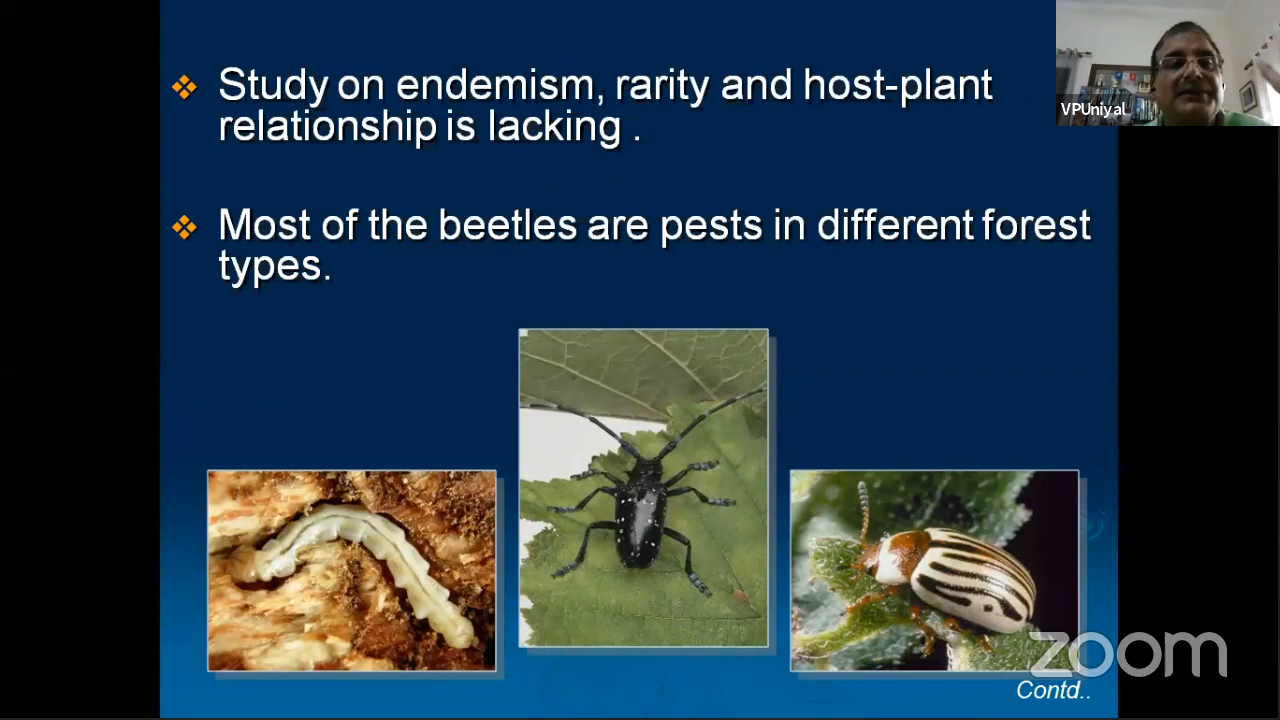 Study on endemism, rarity and host-plant
relationship is lacking .
VPUniyal
Most of the beetles are pests in different forest
types.
zoom
Contd..